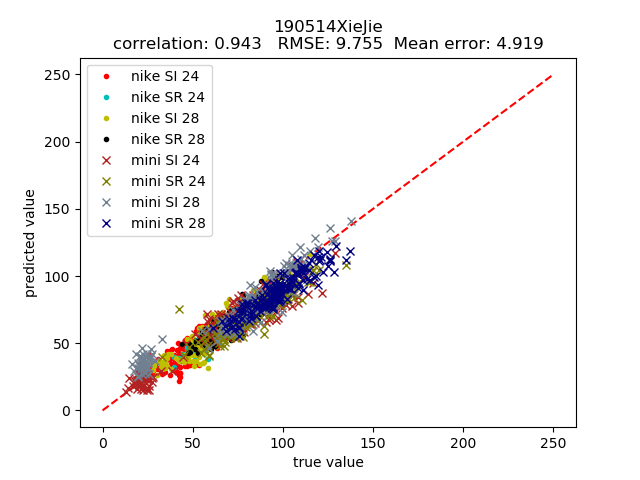 190514XieJie
correlation: 0.943   RMSE: 9.755  Mean error: 4.919
250
200
150
100
50
0
predicted value
nike SI 24
nike SR 24
nike SI 28
nike SR 28
mini SI 24
mini SR 24
mini SI 28
mini SR 28
0 50 100 150 200 250
true value